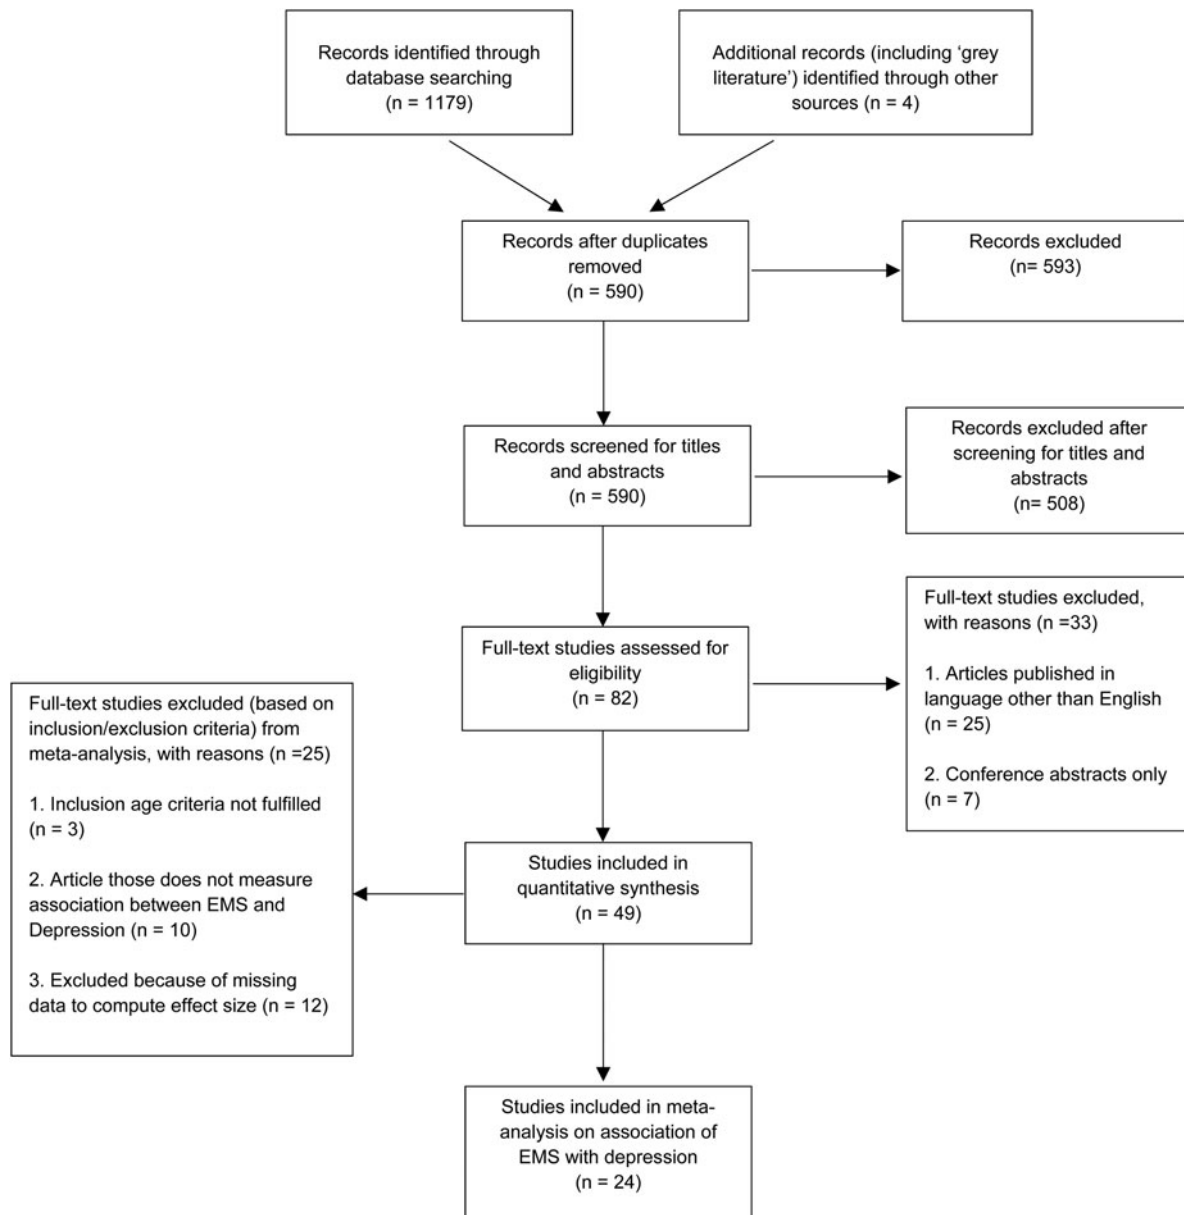 Records identified through
database searching
(n = 1179)
Additional records (including ‘grey
literature’) identified through other
sources (n = 4)
Records after duplicates
removed
(n = 590)
Records excluded
(n= 593)
Records screened for titles
and abstracts
(n = 590)
Records excluded after
screening for titles and
abstracts
(n= 508)
Full-text studies assessed for
eligibility
(n = 82)
Full-text studies excluded,
with reasons (n =33)
1. Articles published in
language other than English
(n = 25)
2. Conference abstracts only
(n = 7)
Full-text studies excluded (based on
inclusion/exclusion criteria) from
meta-analysis, with reasons (n =25)
1. Inclusion age criteria not fulfilled
(n = 3)
2. Article those does not measure
association between EMS and
Depression (n = 10)
3. Excluded because of missing
data to compute effect size (n = 12)
Studies included in
quantitative synthesis
(n = 49)
Studies included in meta-
analysis on association of
EMS with depression
(n = 24)